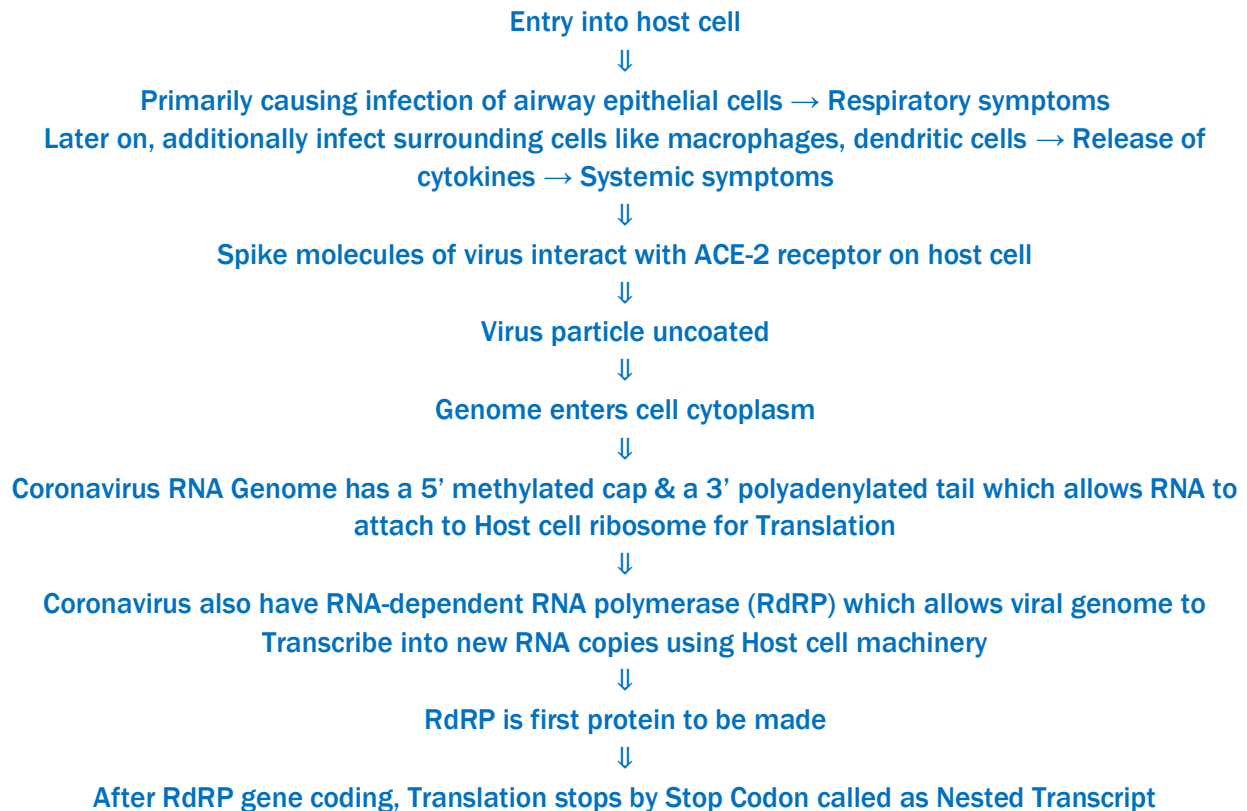 Entry into host cell
⇓
Primarily causing infection of airway epithelial cells → Respiratory symptoms
Later on, additionally infect surrounding cells like macrophages, dendritic cells → Release of
cytokines → Systemic symptoms
⇓
Spike molecules of virus interact with ACE-2 receptor on host cell
⇓
Virus particle uncoated
⇓
Genome enters cell cytoplasm
⇓
Coronavirus RNA Genome has a 5’ methylated cap & a 3’ polyadenylated tail which allows RNA to
attach to Host cell ribosome for Translation
⇓
Coronavirus also have RNA-dependent RNA polymerase (RdRP) which allows viral genome to
Transcribe into new RNA copies using Host cell machinery
⇓
RdRP is first protein to be made
⇓
After RdRP gene coding, Translation stops by Stop Codon called as Nested Transcript